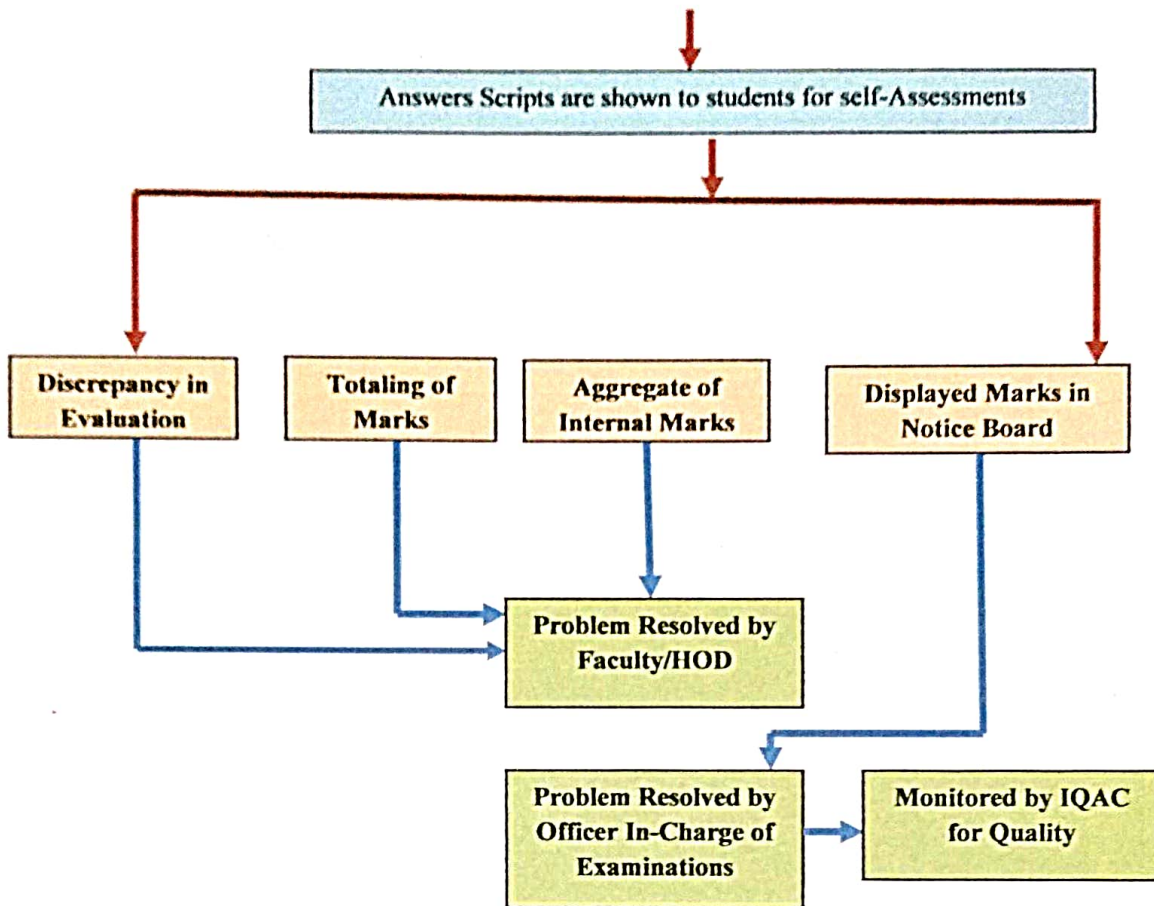 Answers Scripts are shown to students for self-Assessments
Discrepancy in
Evaluation
Totaling of
Marks
Aggregate of
Internal Marks
Displayed Marks in
Notice Board
Problem Resolved by
Faculty/HOD
Problem Resolved by
Officer In-Charge of
Examinations
Monitored by IQAC
for Quality